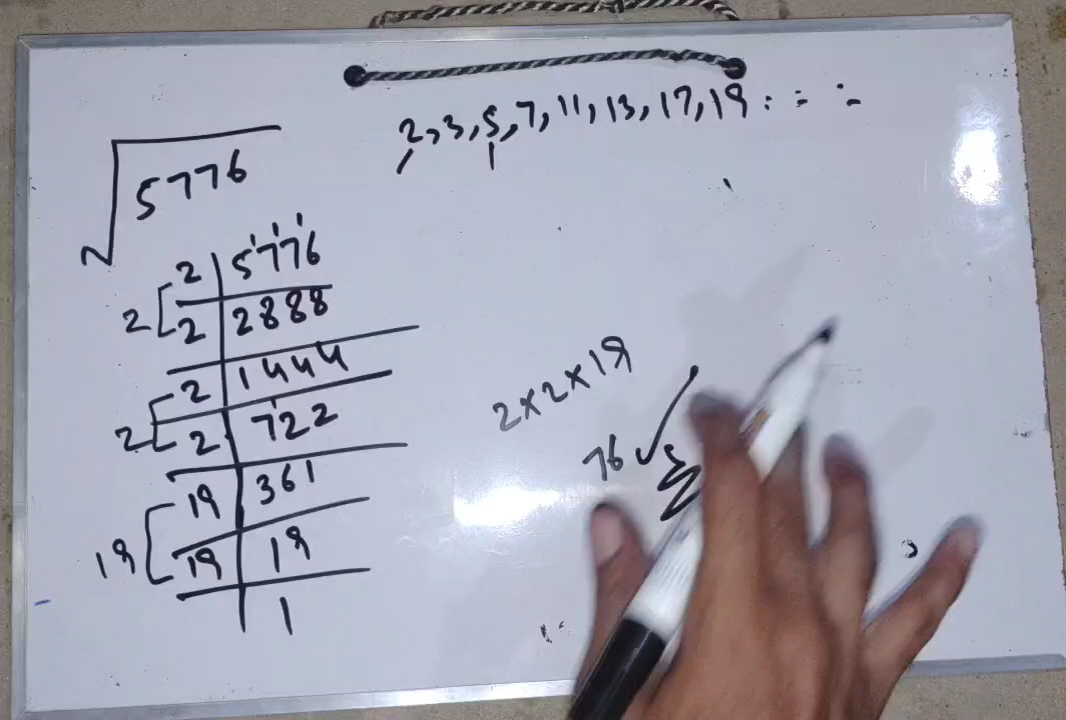 2, 3, 5, 7, 11, 13, 17, 19 : = :-
√5776
2 | 5776
2 | 2888
2
2 | 1444
2 | 722
2
19 | 361
19 | 19
19
1
2×2×19
76 ✓